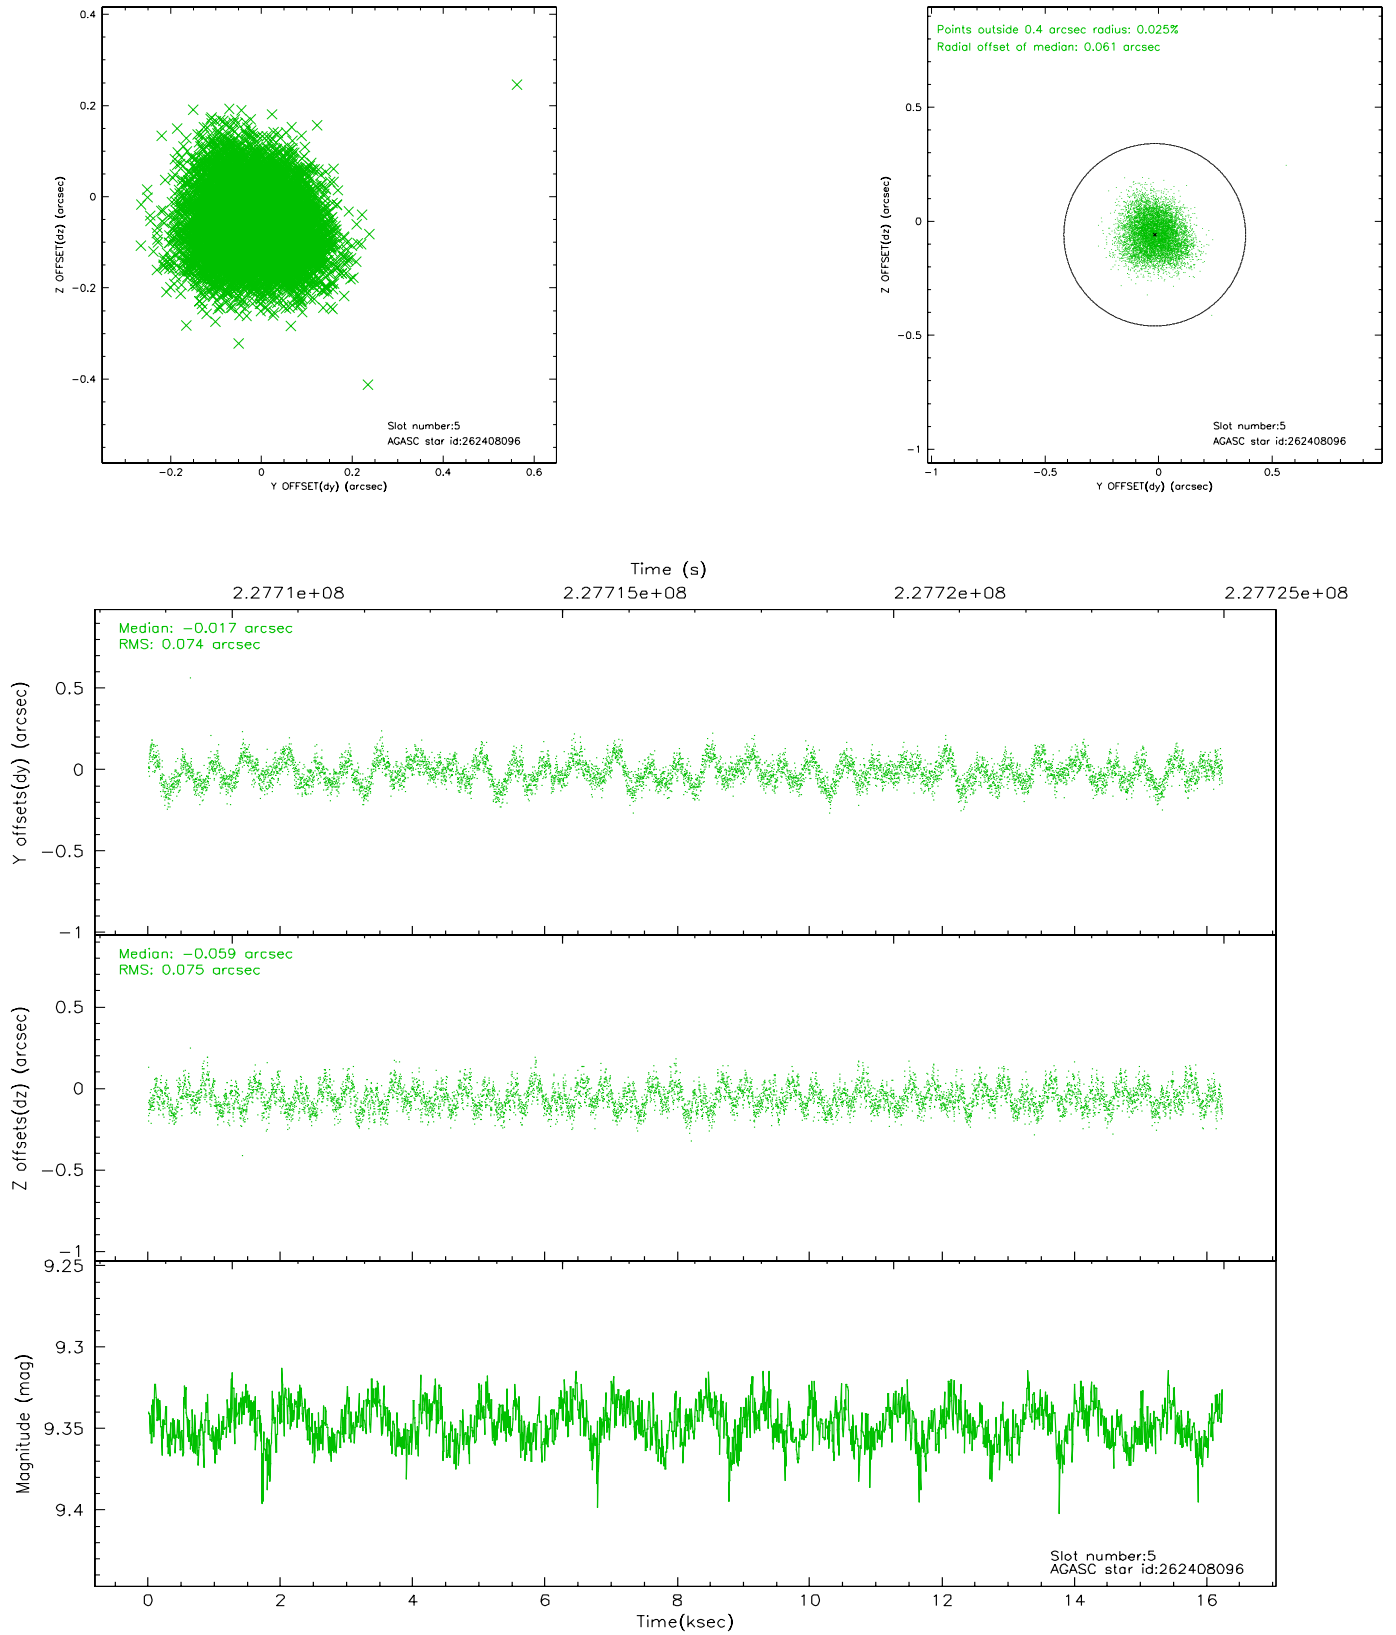 0.4
0.2
0
−0.2
−0.4
Z OFFSET(dz) (arcsec)
−0.2 0 0.2 0.4 0.6
Y OFFSET(dy) (arcsec)
Slot number:5
AGASC star id:262408096
Points outside 0.4 arcsec radius: 0.025%
Radial offset of median: 0.061 arcsec
0.5
0
−0.5
−1
Z OFFSET(dz) (arcsec)
−1 −0.5 0 0.5
Y OFFSET(dy) (arcsec)
Slot number:5
AGASC star id:262408096
Time (s)
2.2771e+08 2.27715e+08 2.2772e+08 2.27725e+08
Median: −0.017 arcsec
RMS: 0.074 arcsec
0.5
0
−0.5
−1
Y offsets(dy) (arcsec)
Median: −0.059 arcsec
RMS: 0.075 arcsec
0.5
0
−0.5
−1
Z offsets(dz) (arcsec)
9.25
9.3
9.35
9.4
Magnitude (mag)
Slot number:5
AGASC star id:262408096
0 2 4 6 8 10 12 14 16
Time(ksec)